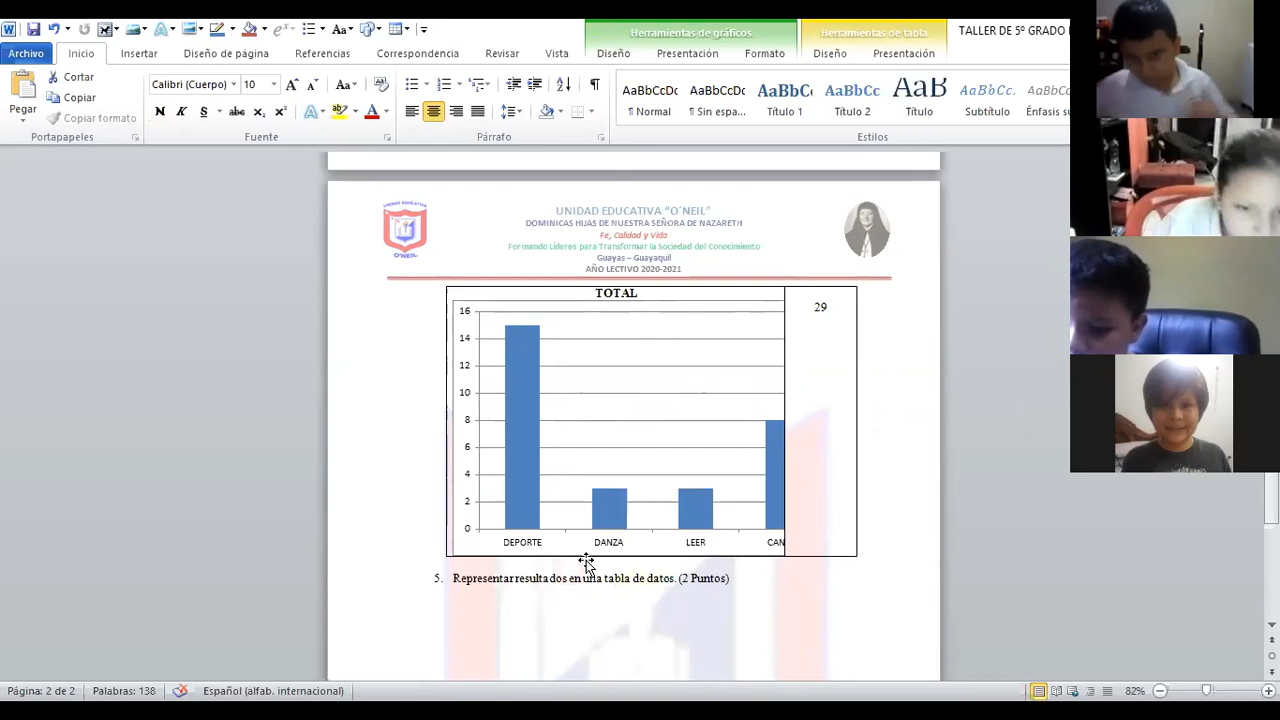 Herramientas de gráficos
Herramientas de tabla
TALLER DE 5º GRADO
Archivo
Inicio
Insertar
Diseño de página
Referencias
Correspondencia
Revisar
Vista
Diseño
Presentación
Formato
Diseño
Presentación
Pegar
Cortar
Copiar
Copiar formato
Portapapeles
Calibri (Cuerpo)
10
Fuente
Párrafo
AaBbCcDc
¶ Normal
AaBbCcDc
¶ Sin espa...
AaBbCc
Título 1
AaBbCc
Título 2
AaB
Título
AaBbCc.
Subtítulo
AaBbCcDc
Énfasis
Estilos
UNIDAD EDUCATIVA
O'NEIL
UNIDAD EDUCATIVA “O´NEIL”
DOMINICAS HIJAS DE NUESTRA SEÑORA DE NAZARETH
Fe, Calidad y Vida
Formando Líderes para Transformar la Sociedad del Conocimiento
Guayas – Guayaquil
AÑO LECTIVO 2020-2021
TOTAL
29
16
14
12
10
8
6
4
2
0
DEPORTE
DANZA
LEER
CAN
5. Representar resultados en una tabla de datos. (2 Puntos)
Página: 2 de 2
Palabras: 138
Español (alfab. internacional)
82%